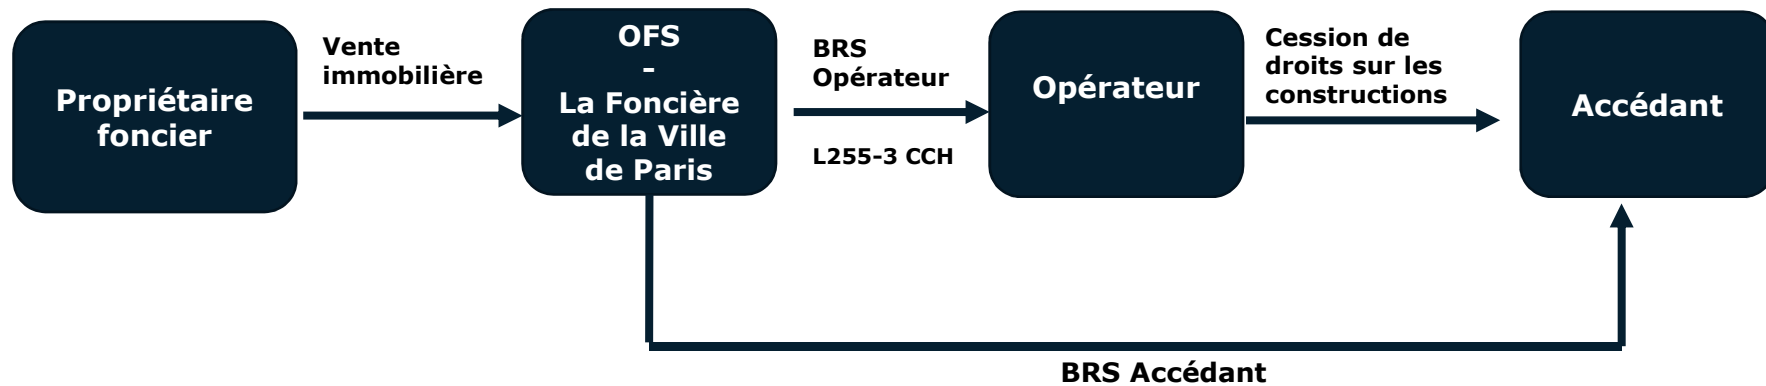 Propriétaire
foncier
Vente
immobilière
OFS
-
La Foncière
de la Ville
de Paris
BRS
Opérateur
L255-3 CCH
Opérateur
Cession de
droits sur les
constructions
Accédant
BRS Accédant